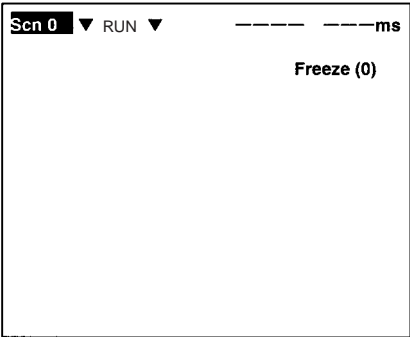 Scn 0 ▼ RUN ▼ ———— ———ms
Freeze (0)